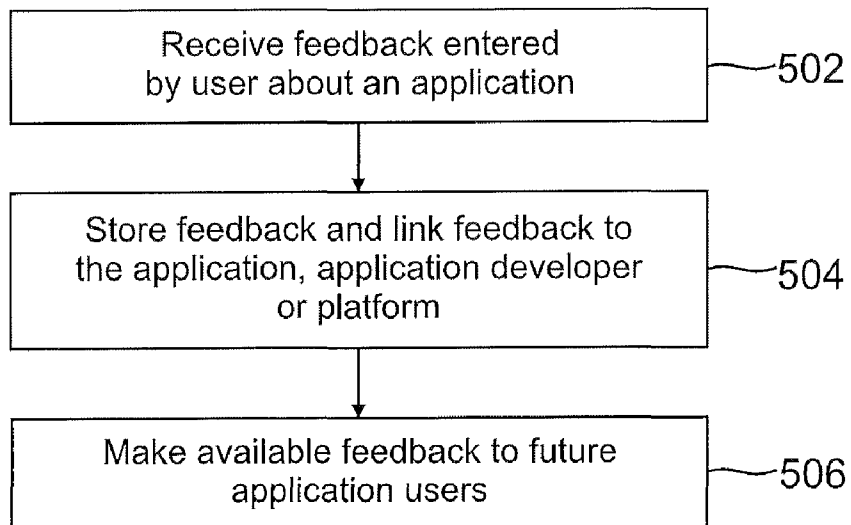 Receive feedback entered
by user about an application
502
Store feedback and link feedback to
the application, application developer
or platform
504
Make available feedback to future
application users
506